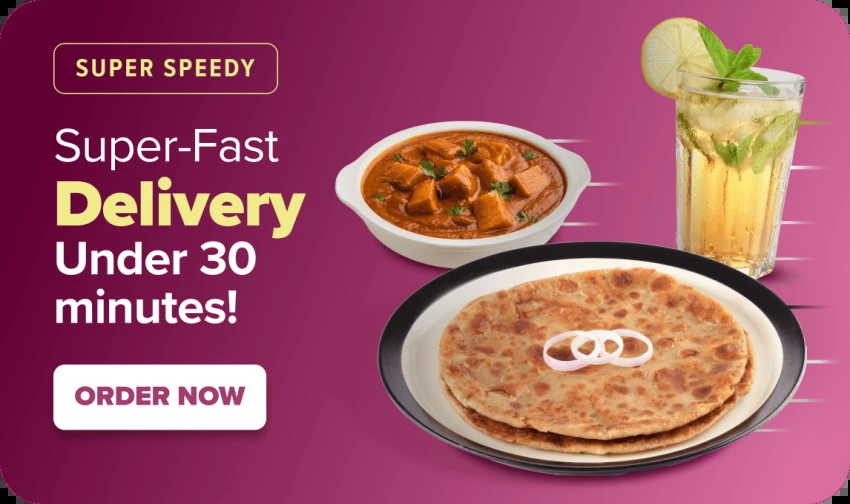 SUPER SPEEDY
Super-Fast
Delivery
Under 30
minutes!
ORDER NOW